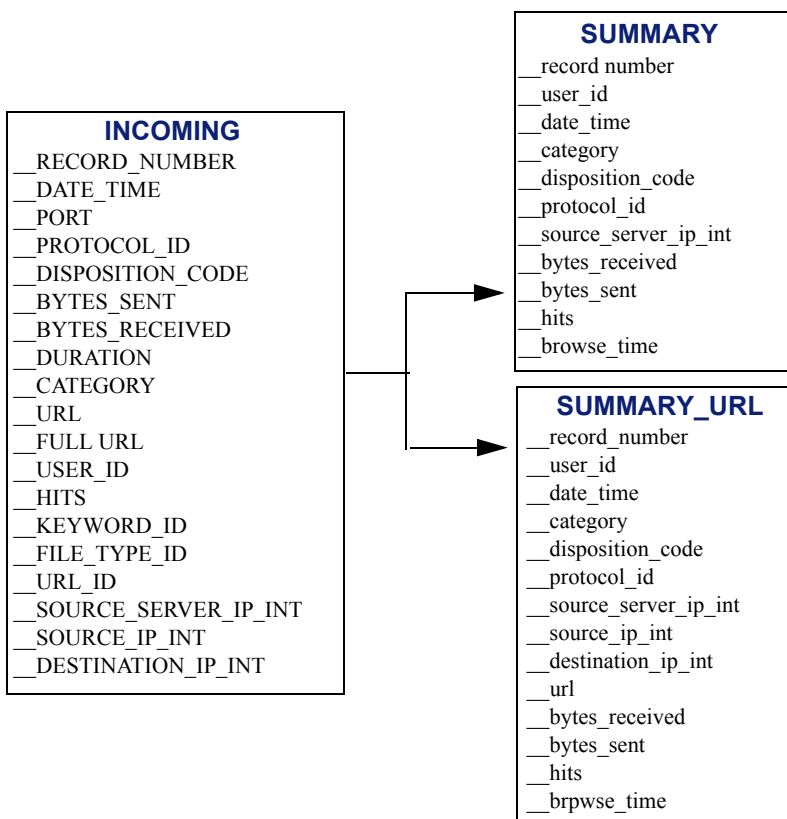 INCOMING
__RECORD_NUMBER
__DATE_TIME
__PORT
__PROTOCOL_ID
__DISPOSITION_CODE
__BYTES_SENT
__BYTES_RECEIVED
__DURATION
__CATEGORY
__URL
__FULL URL
__USER_ID
__HITS
__KEYWORD_ID
__FILE_TYPE_ID
__URL_ID
__SOURCE_SERVER_IP_INT
__SOURCE_IP_INT
__DESTINATION_IP_INT
SUMMARY
__record number
__user_id
__date_time
__category
__disposition_code
__protocol_id
__source_server_ip_int
__bytes_received
__bytes_sent
__hits
__browse_time
SUMMARY_URL
__record_number
__user_id
__date_time
__category
__disposition_code
__protocol_id
__source_server_ip_int
__source_ip_int
__destination_ip_int
__url
__bytes_received
__bytes_sent
__hits
__brpwse_time